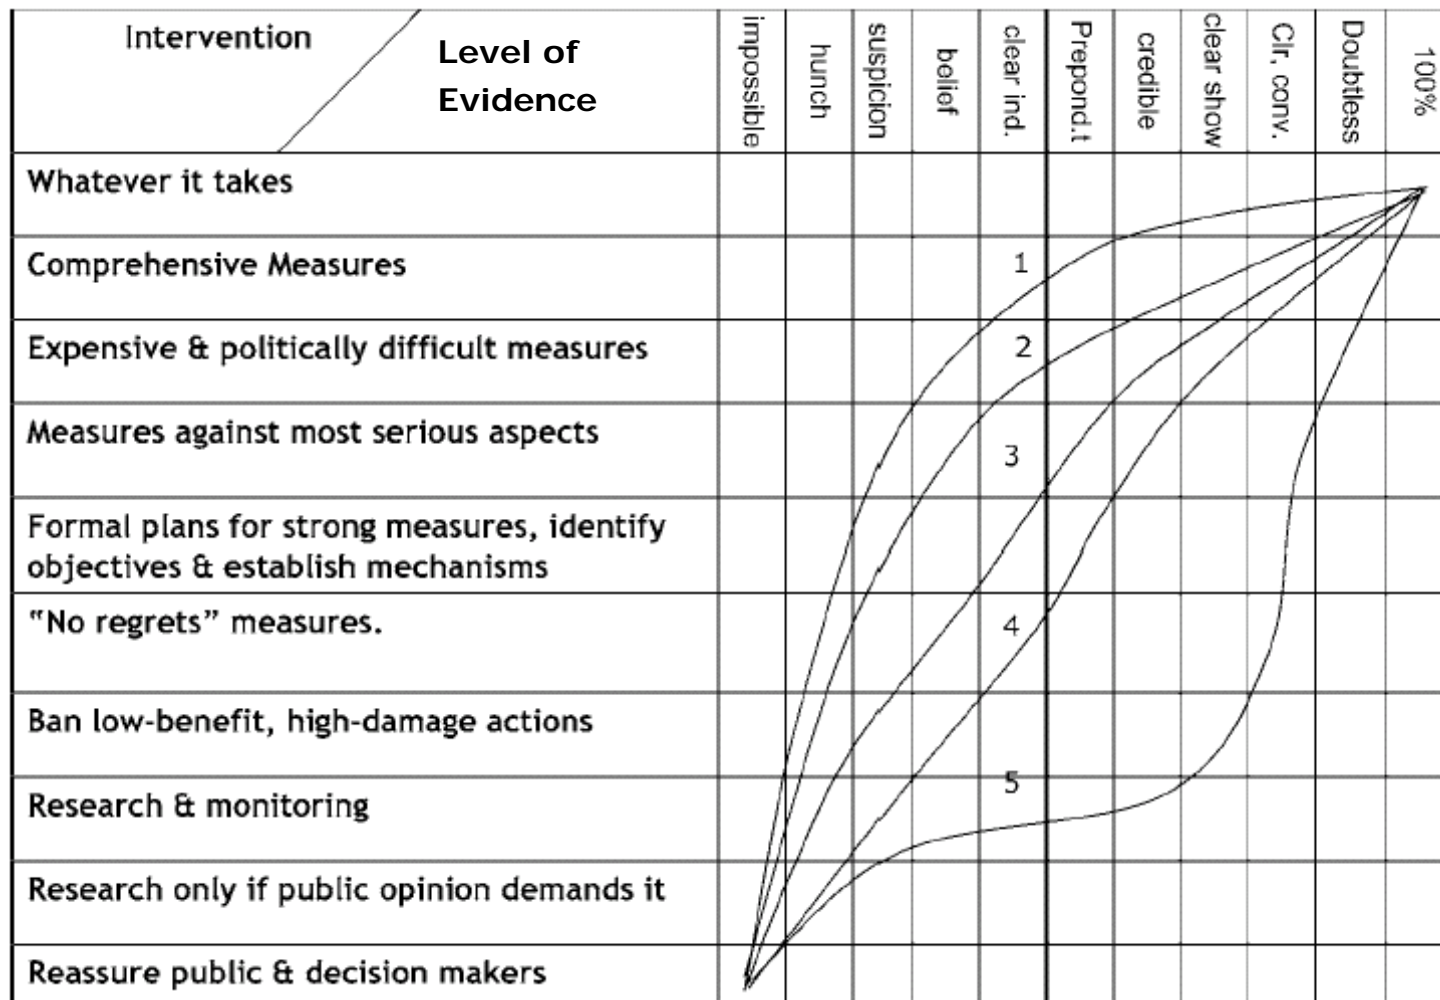 Intervention
Level of
Evidence
impossible
hunch
suspicion
belief
clear ind.
Prepond.t
credible
clear show
Clr, conv.
Doubtless
100%
Whatever it takes
Comprehensive Measures
1
Expensive & politically difficult measures
2
Measures against most serious aspects
3
Formal plans for strong measures, identify
objectives & establish mechanisms
“No regrets” measures.
4
Ban low-benefit, high-damage actions
5
Research & monitoring
Research only if public opinion demands it
Reassure public & decision makers